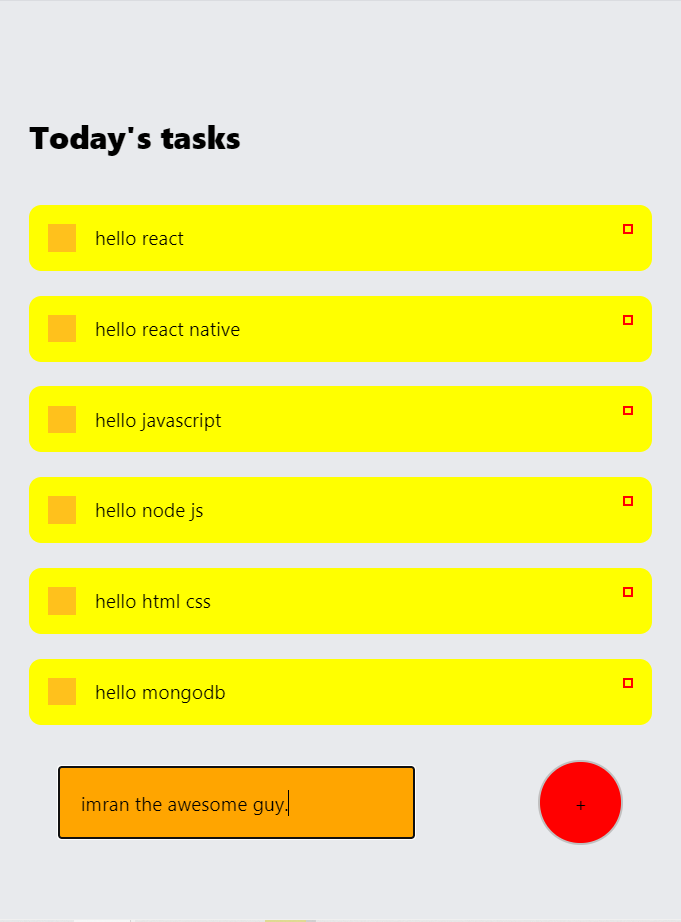 Today's tasks
hello react
hello react native
hello javascript
hello node js
hello html css
hello mongodb
imran the awesome guy.
+